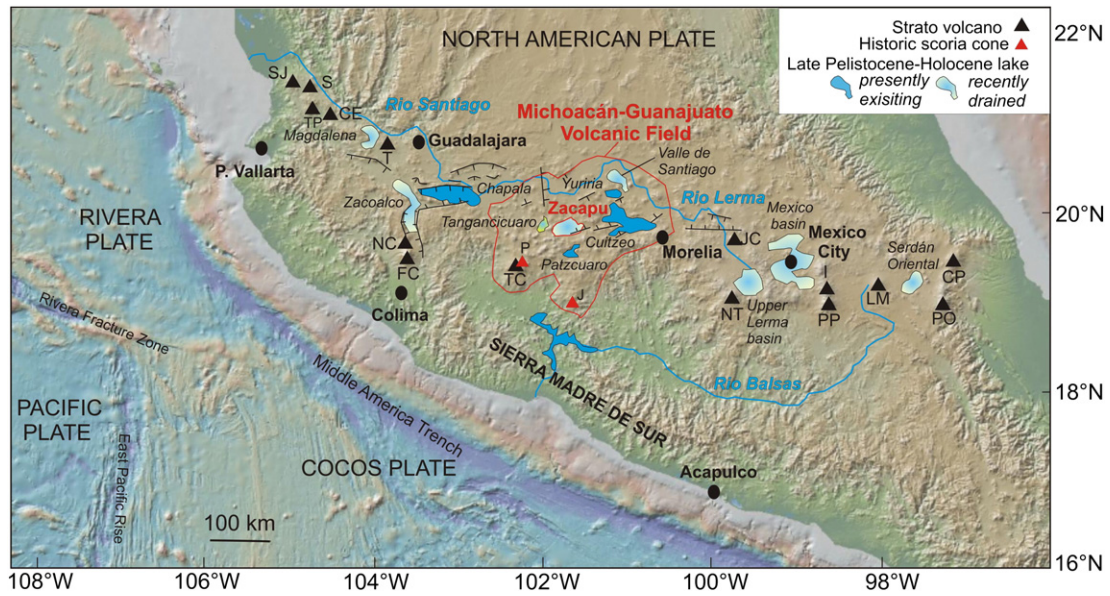 NORTH AMERICAN PLATE
Strato volcano
Historic scoria cone
Late Pelistocene-Holocene lake
presently
exisiting
recently
drained
22°W
SJ
S
TP
CE
Rio Santiago
Magdalena
T
Guadalajara
Michoacán-Guanajuato
Volcanic Field
P. Vallarta
Valle de
Santiago
Yuriria
Chapala
Rio Lerma
Zacoalco
Tangancicuaro
Zacapu
Cuitzeo
Mexico
basin
Mexico
City
20°W
RIVERA
PLATE
NC
FC
P
TC
Patzcuaro
Morelia
JC
Serdán
Oriental
CP
Colima
J
NT
Upper
Lerma
basin
I
PP
LM
PO
Rivera Fracture Zone
SIERRA MADRE DE SUR
Rio Balsas
18°W
Middle America Trench
PACIFIC
PLATE
East Pacific Rise
COCOS PLATE
Acapulco
100 km
16°W
108°W
106°W
104°W
102°W
100°W
98°W